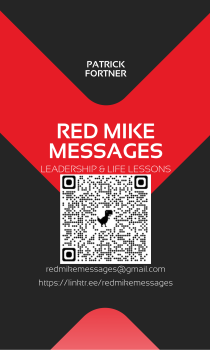 PATRICK
FORTNER
RED MIKE
MESSAGES
LEADERSHIP & LIFE LESSONS
redmikemessages@gmail.com
https://linktr.ee/redmikemessages